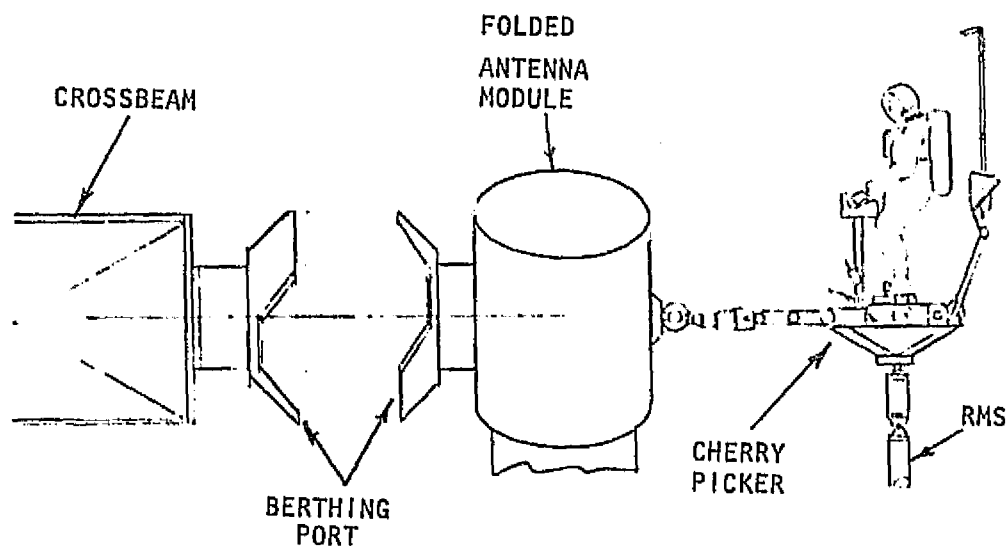 FOLDED
ANTENNA
MODULE
CROSSBEAM
BERTHING
PORT
CHERRY
PICKER
RMS